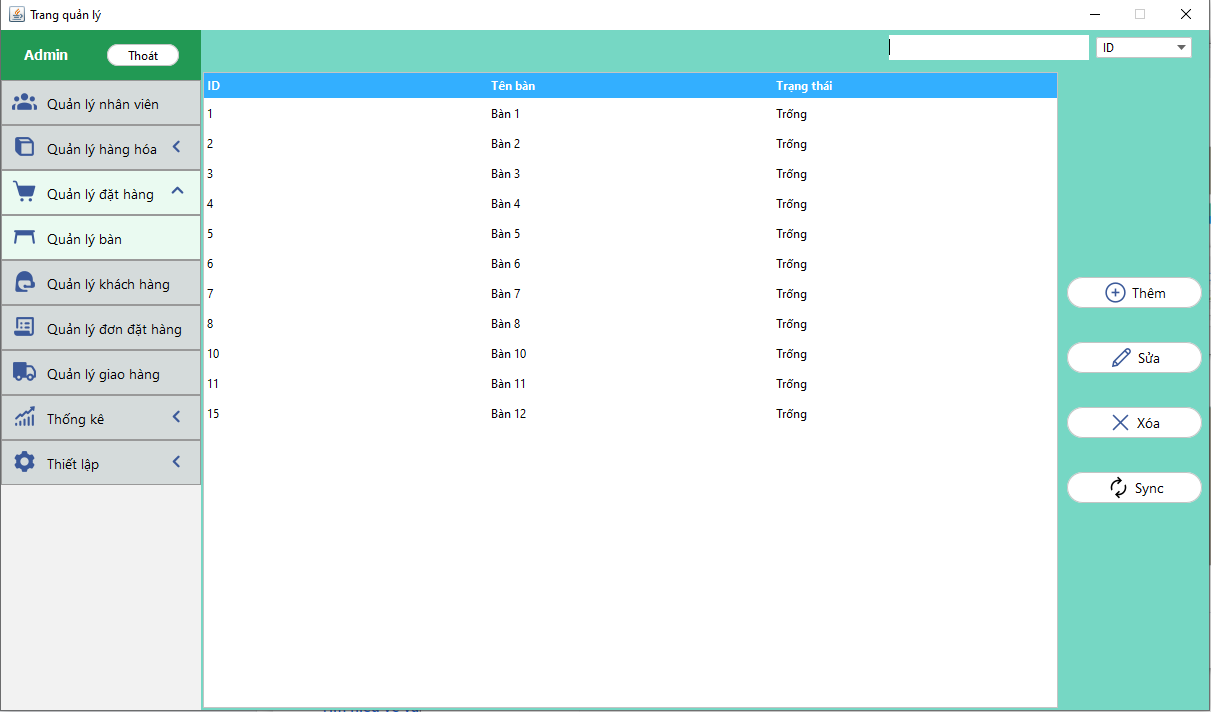 Trang quản lý
Admin
Thoát
ID
Quản lý nhân viên
Quản lý hàng hóa
Quản lý đặt hàng
Quản lý bàn
Quản lý khách hàng
Quản lý đơn đặt hàng
Quản lý giao hàng
Thống kê
Thiết lập
ID Tên bàn Trạng thái
1 Bàn 1 Trống
2 Bàn 2 Trống
3 Bàn 3 Trống
4 Bàn 4 Trống
5 Bàn 5 Trống
6 Bàn 6 Trống
7 Bàn 7 Trống
8 Bàn 8 Trống
10 Bàn 10 Trống
11 Bàn 11 Trống
15 Bàn 12 Trống
Thêm
Sửa
Xóa
Sync